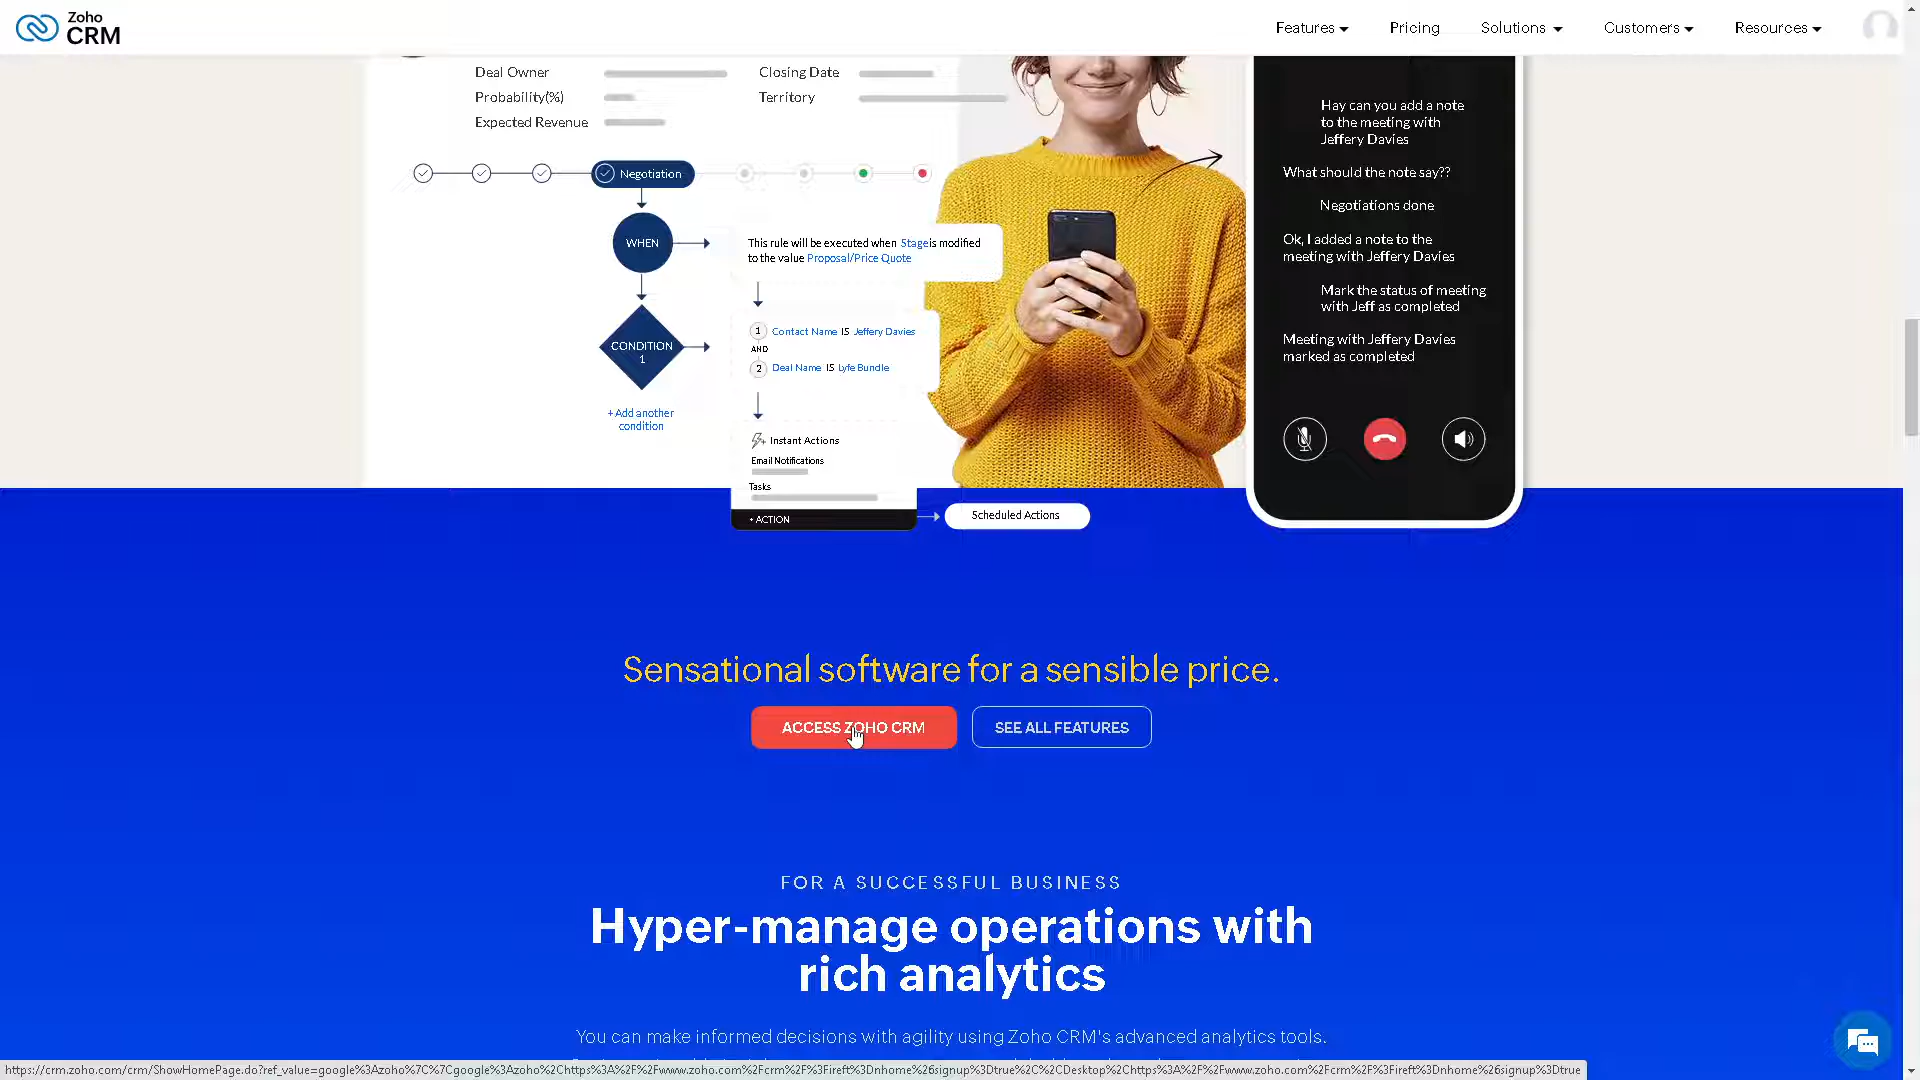 Zoho
CRM
Features
Pricing
Solutions
Customers
Resources
Deal Owner
Closing Date
Probability(%)
Territory
Expected Revenue
Negotiation
WHEN
This rule will be executed when Stage is modified
to the value Proposal/Price Quote
CONDITION
1
1 Contact Name IS Jeffery Davies
AND
2 Deal Name IS Lyfe Bundle
+ Add another
condition
Instant Actions
Email Notifications
Tasks
+ ACTION
Scheduled Actions
Hay can you add a note
to the meeting with
Jeffery Davies
What should the note say??
Negotiations done
Ok, I added a note to the
meeting with Jeffery Davies
Mark the status of meeting
with Jeff as completed
Meeting with Jeffery Davies
marked as completed
Sensational software for a sensible price.
ACCESS ZOHO CRM
SEE ALL FEATURES
FOR A SUCCESSFUL BUSINESS
Hyper-manage operations with
rich analytics
You can make informed decisions with agility using Zoho CRM's advanced analytics tools.
https://crm.zoho.com/crm/ShowHomePage.do?ref_value=google%3Azoho%7C%7Cgoogle%3Azoho%2Chttps%3A%2F%2Fwww.zoho.com%2Fcrm%2F%3Fireft%3Dnhome%26signup%3Dtrue%2C%2CDesktop%2Chttps%3A%2F%2Fwww.zoho.com%2Fcrm%2F%3Fireft%3Dnhome%26signup%3Dtrue